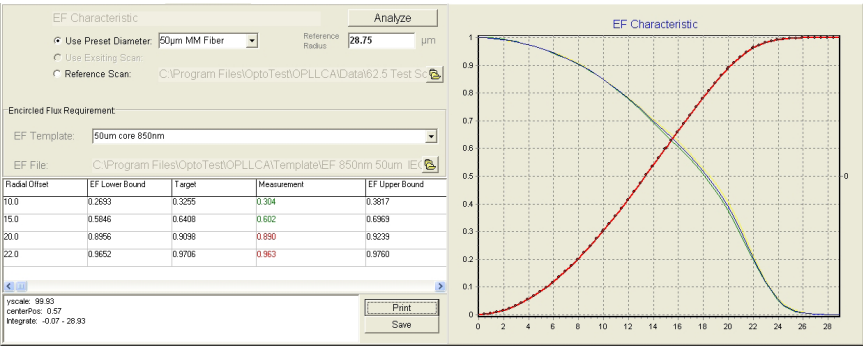 EF Characteristic
Analyze
Use Preset Diameter: 50µm MM Fiber
Reference Radius 28.75 µm
Use Exsiting Scan:
Reference Scan: C:\Program Files\OptoTest\OPLLCA\Data\62.5 Test Sc
Encircled Flux Requirement:
EF Template: 50um core 850nm
EF File: C:\Program Files\OptoTest\OPLLCA\Template\EF 850nm 50um IEC
Radial Offset EF Lower Bound Target Measurement EF Upper Bound
10.0 0.2693 0.3255 0.304 0.3817
15.0 0.5846 0.6408 0.602 0.6969
20.0 0.8956 0.9098 0.890 0.9239
22.0 0.9652 0.9706 0.963 0.9760
yscale: 99.93
centerPos: 0.57
Integrate: -0.07 - 28.93
Print
Save
EF Characteristic
1
0.9
0.8
0.7
0.6
0.5
0.4
0.3
0.2
0.1
0
0
0 2 4 6 8 10 12 14 16 18 20 22 24 26 28